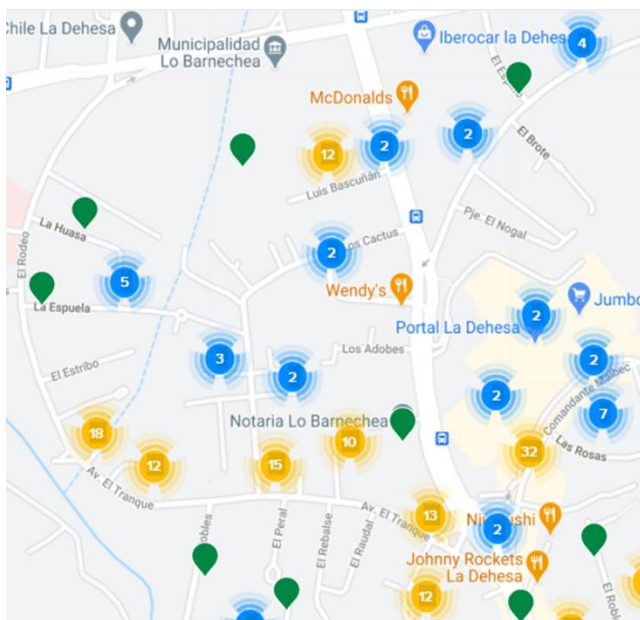 Chile La Dehesa
Municipalidad
Lo Barnechea
Iberocar la Dehes
4
McDonalds
El Espino
12
2
2
El Brote
Luis Bascuñán
La Huasa
Pje. El Nogal
os Cactus
2
El Rodeo
5
Wendy's
La Espuela
2
Jumbo
Portal La Dehesa
3
Los Adobes
2
El Estribo
2
2
Comandante Malbec
7
Notaria Lo Barnechea
18
10
Las Rosas
32
12
15
Av. El Tranque
13
Av. El Tranque
2
Ni
ushi
obles
El Peral
El Rebalse
El Raudal
Johnny Rockets
La Dehesa
12
El Roble